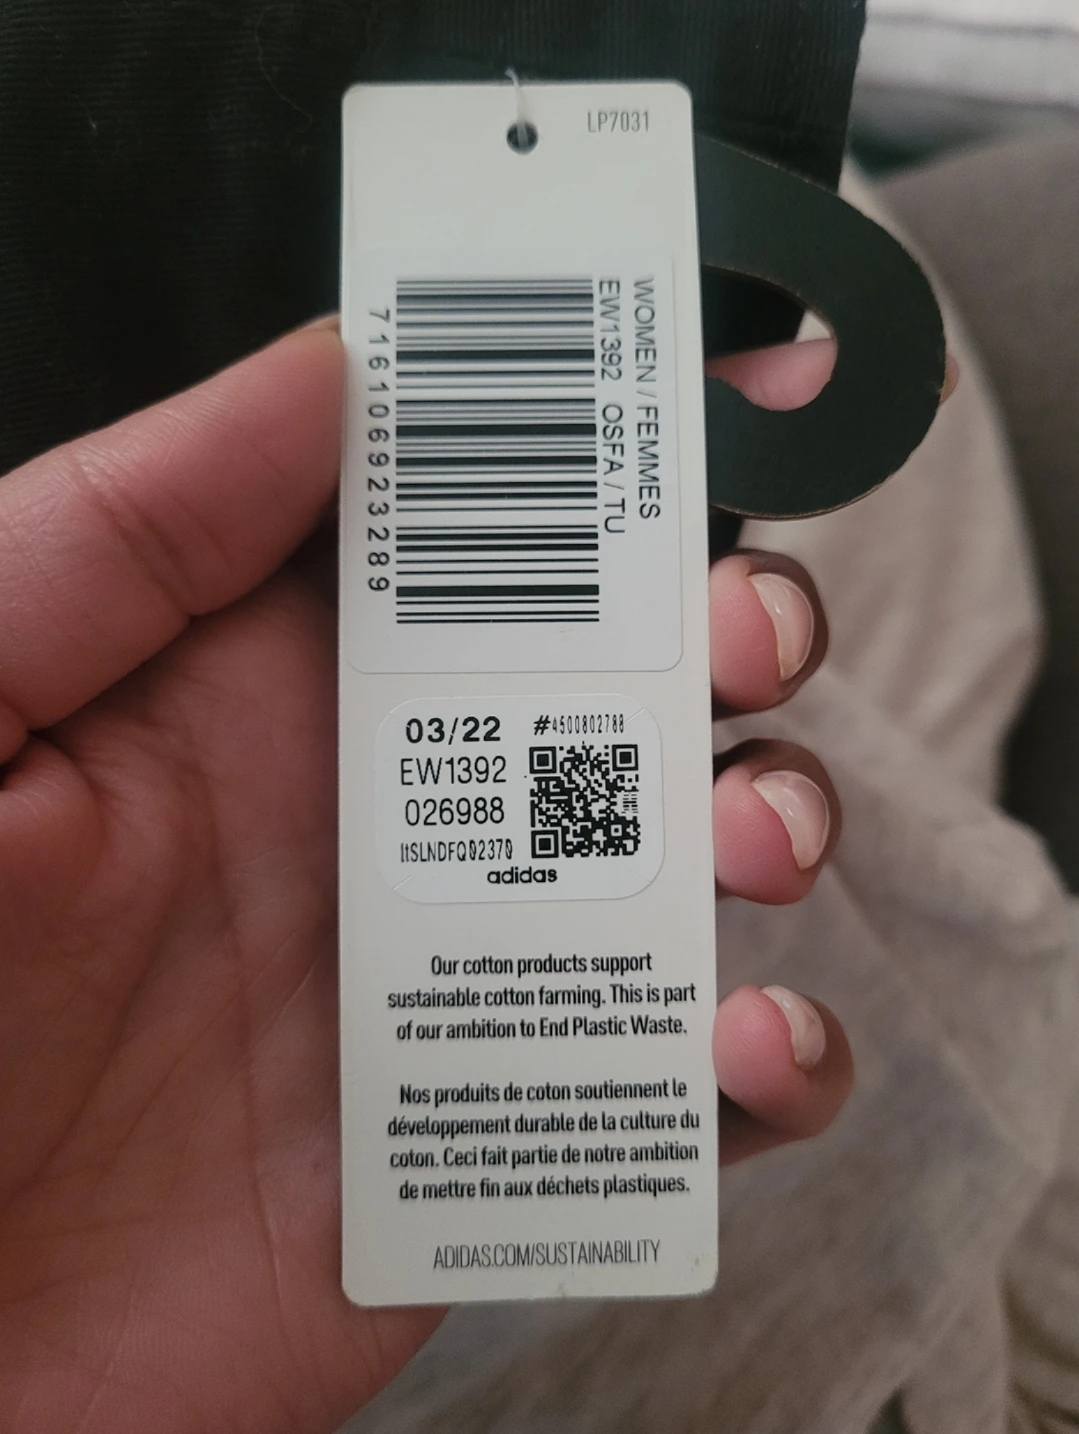 LP7031
WOMEN / FEMMES
EW1392 OSFA / TU
716106923289
03/22
#4500802788
EW1392
026988
ItSLNDFQ02370
adidas
Our cotton products support
sustainable cotton farming. This is part
of our ambition to End Plastic Waste.
Nos produits de coton soutiennent le
développement durable de la culture du
coton. Ceci fait partie de notre ambition
de mettre fin aux déchets plastiques.
ADIDAS.COM/SUSTAINABILITY